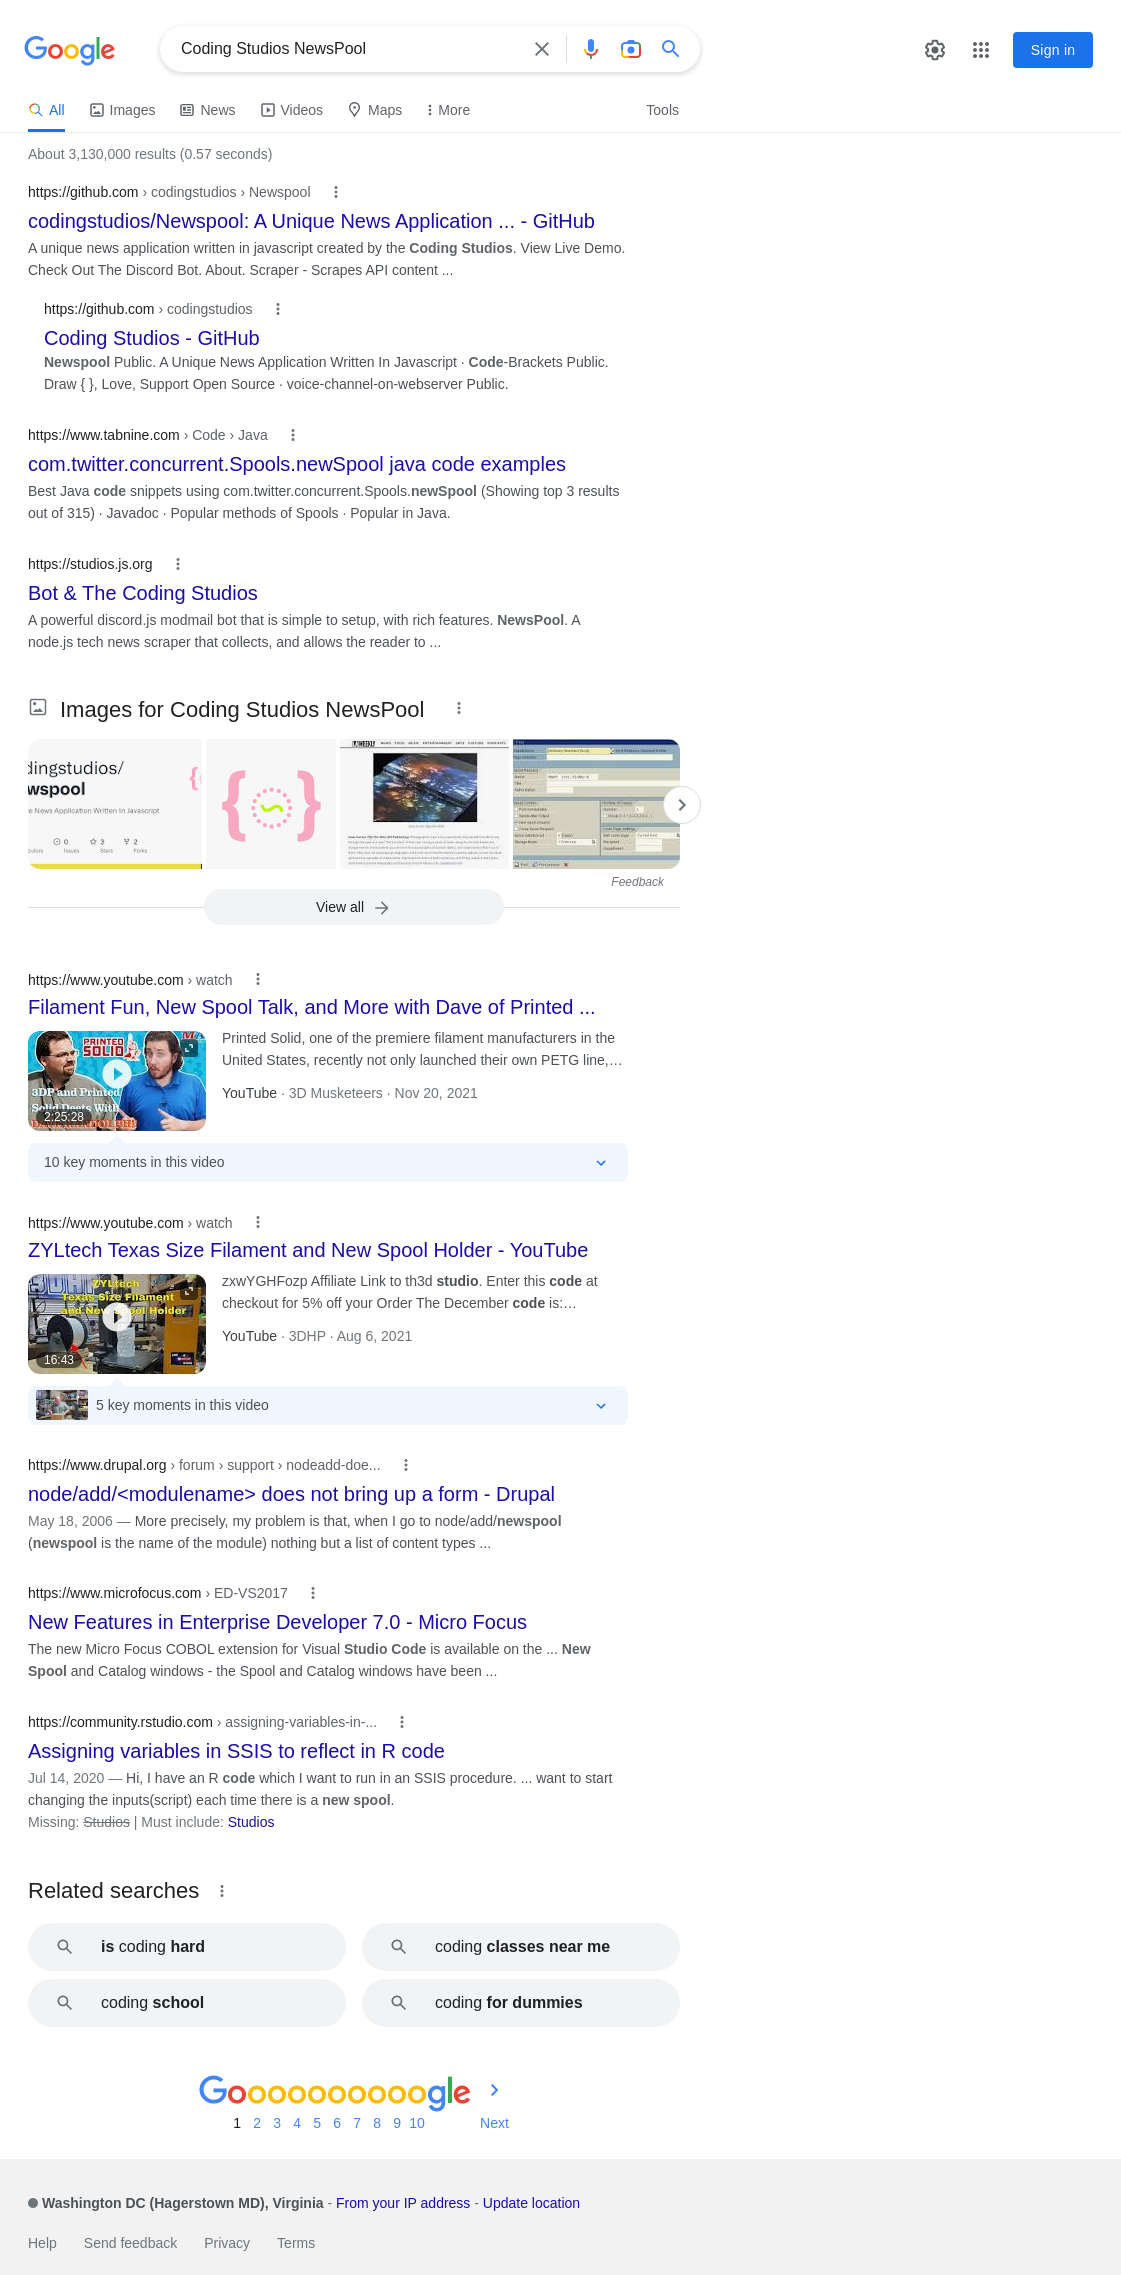 Google
Coding Studios NewsPool
Sign in
All
Images
News
Videos
Maps
More
Tools
About 3,130,000 results (0.57 seconds)
https://github.com › codingstudios › Newspool
codingstudios/Newspool: A Unique News Application ... - GitHub
A unique news application written in javascript created by the Coding Studios. View Live Demo.
Check Out The Discord Bot. About. Scraper - Scrapes API content ...
https://github.com › codingstudios
Coding Studios - GitHub
Newspool Public. A Unique News Application Written In Javascript · Code-Brackets Public.
Draw { }, Love, Support Open Source · voice-channel-on-webserver Public.
https://www.tabnine.com › Code › Java
com.twitter.concurrent.Spools.newSpool java code examples
Best Java code snippets using com.twitter.concurrent.Spools.newSpool (Showing top 3 results
out of 315) · Javadoc · Popular methods of Spools · Popular in Java.
https://studios.js.org
Bot & The Coding Studios
A powerful discord.js modmail bot that is simple to setup, with rich features. NewsPool. A
node.js tech news scraper that collects, and allows the reader to ...
Images for Coding Studios NewsPool
dingstudios/
wspool
e News Application Written In Javascript
0
3
2
Issues
Stars
Forks
Feedback
View all
https://www.youtube.com › watch
Filament Fun, New Spool Talk, and More with Dave of Printed ...
PRINTED
SOLID
3DP and Printed
Solid Deets With
2:25:28
Printed Solid, one of the premiere filament manufacturers in the
United States, recently not only launched their own PETG line,...
YouTube · 3D Musketeers · Nov 20, 2021
10 key moments in this video
https://www.youtube.com › watch
ZYLtech Texas Size Filament and New Spool Holder - YouTube
ZYLtech
Texas Size Filament
and New Spool Holder
16:43
zxwYGHFozp Affiliate Link to th3d studio. Enter this code at
checkout for 5% off your Order The December code is:...
YouTube · 3DHP · Aug 6, 2021
5 key moments in this video
https://www.drupal.org › forum › support › nodeadd-doe...
node/add/<modulename> does not bring up a form - Drupal
May 18, 2006 — More precisely, my problem is that, when I go to node/add/newspool
(newspool is the name of the module) nothing but a list of content types ...
https://www.microfocus.com › ED-VS2017
New Features in Enterprise Developer 7.0 - Micro Focus
The new Micro Focus COBOL extension for Visual Studio Code is available on the ... New
Spool and Catalog windows - the Spool and Catalog windows have been ...
https://community.rstudio.com › assigning-variables-in-...
Assigning variables in SSIS to reflect in R code
Jul 14, 2020 — Hi, I have an R code which I want to run in an SSIS procedure. ... want to start
changing the inputs(script) each time there is a new spool.
Missing: Studios | Must include: Studios
Related searches
is coding hard
coding classes near me
coding school
coding for dummies
Goooooooooogle
1 2 3 4 5 6 7 8 9 10 Next
Washington DC (Hagerstown MD), Virginia - From your IP address - Update location
Help Send feedback Privacy Terms